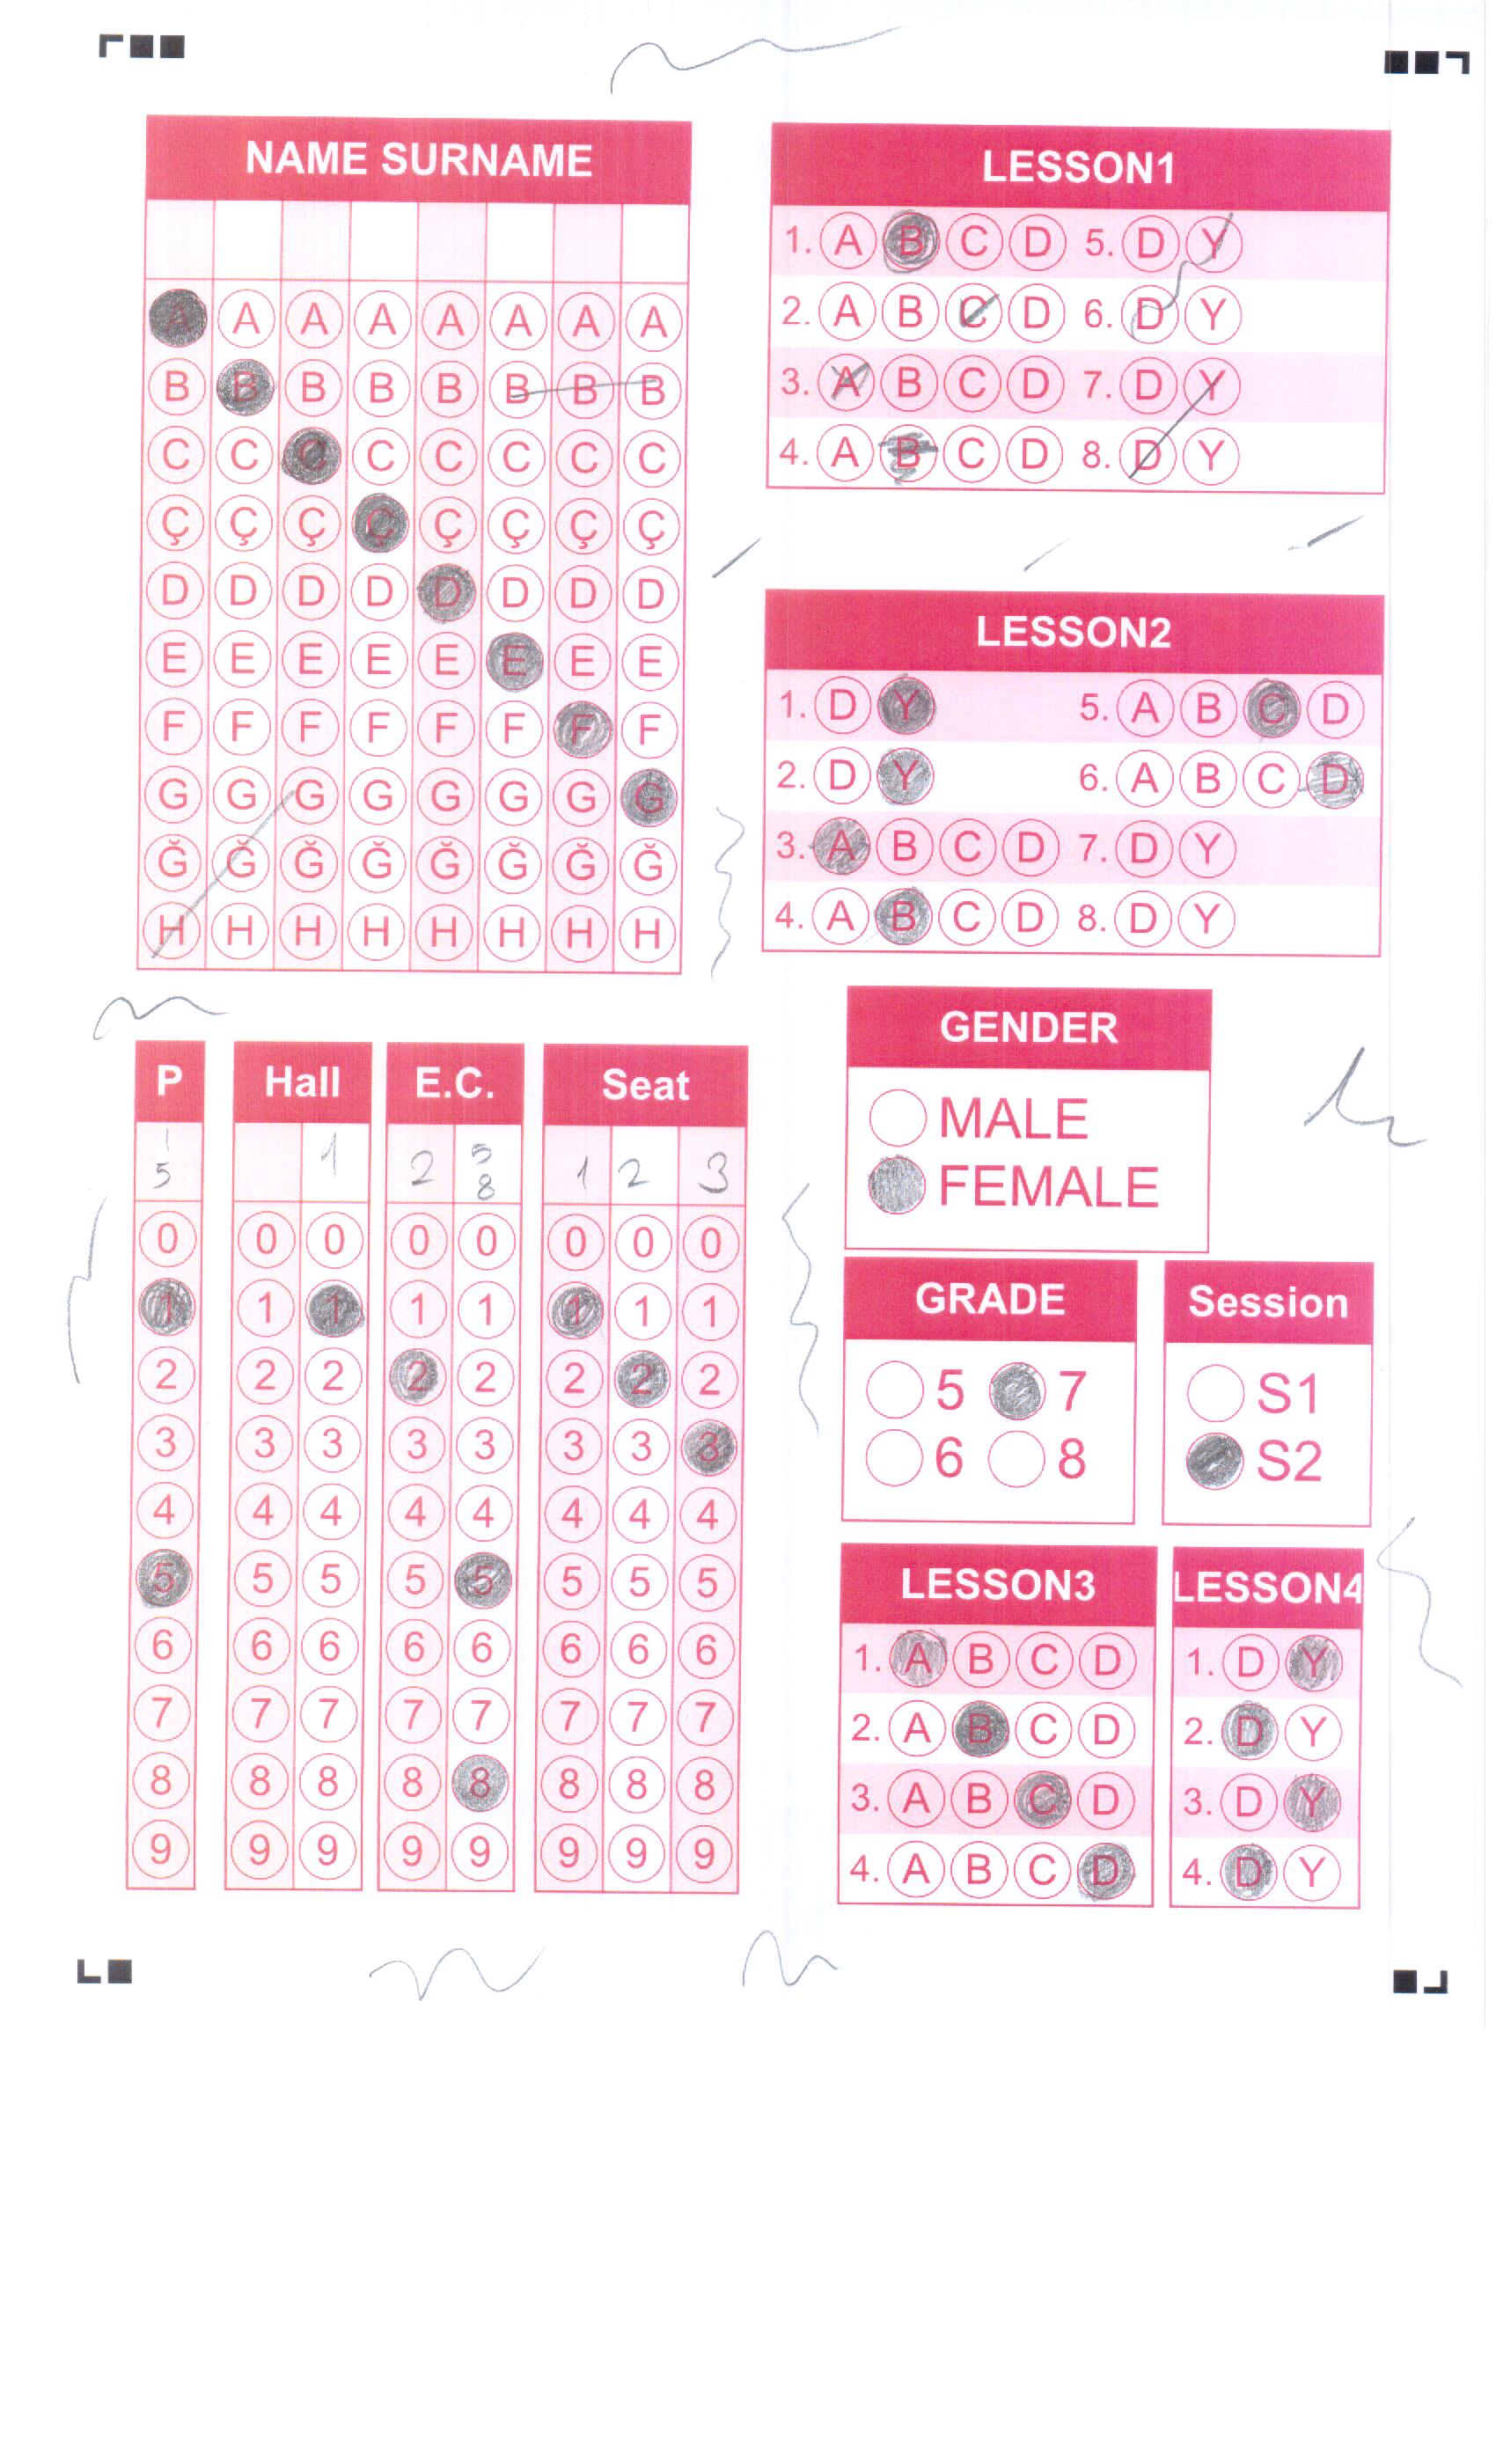 NAME SURNAME
A A A A A A A A
B B B B B B B B
C C C C C C C C
Ç Ç Ç Ç Ç Ç Ç Ç
D D D D D D D D
E E E E E E E E
F F F F F F F F
G G G G G G G G
Ğ Ğ Ğ Ğ Ğ Ğ Ğ Ğ
H H H H H H H H
LESSON1
1. A B C D 5. D Y
2. A B C D 6. D Y
3. A B C D 7. D Y
4. A B C D 8. D Y
LESSON2
1. D Y 5. A B C D
2. D Y 6. A B C D
3. A B C D 7. D Y
4. A B C D 8. D Y
P Hall E.C. Seat
1 5
5 1 2 8 1 2 3
0 0 0 0 0 0 0 0
1 1 1 1 1 1 1 1
2 2 2 2 2 2 2 2
3 3 3 3 3 3 3 3
4 4 4 4 4 4 4 4
5 5 5 5 5 5 5 5
6 6 6 6 6 6 6 6
7 7 7 7 7 7 7 7
8 8 8 8 8 8 8 8
9 9 9 9 9 9 9 9
GENDER
MALE
FEMALE
GRADE
5 7
6 8
Session
S1
S2
LESSON3
1. A B C D
2. A B C D
3. A B C D
4. A B C D
LESSON4
1. D Y
2. D Y
3. D Y
4. D Y